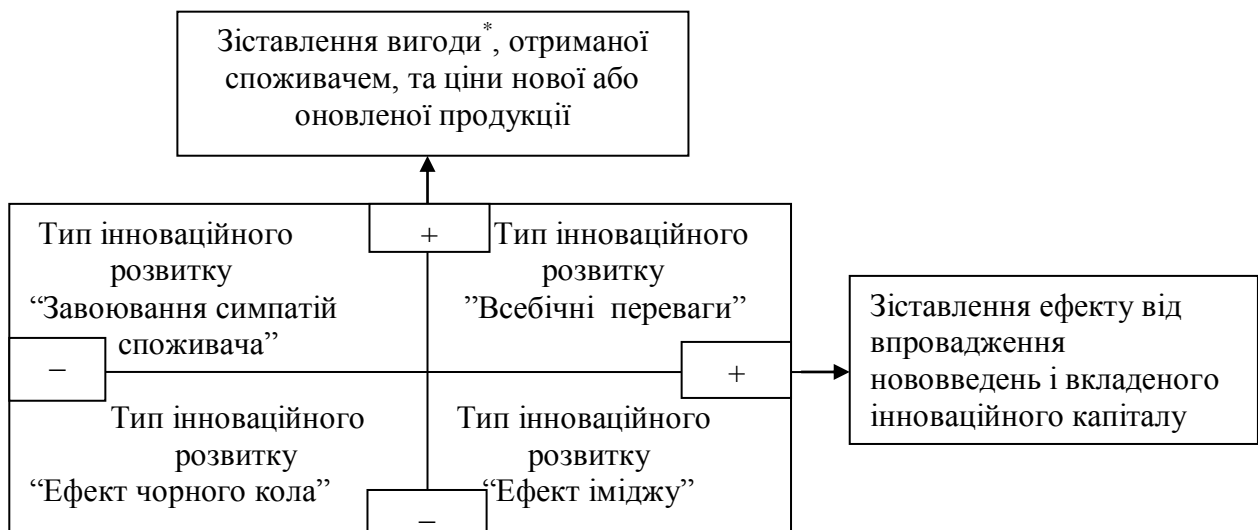 Зіставлення вигоди*, отриманої
споживачем, та ціни нової або
оновленої продукції
Тип інноваційного
розвитку
“Завоювання симпатій
споживача”
+
Тип інноваційного
розвитку
”Всебічні переваги”
–
+
Зіставлення ефекту від
впровадження
нововведень і вкладеного
інноваційного капіталу
Тип інноваційного
розвитку
“Ефект чорного кола”
Тип інноваційного
розвитку
“Ефект іміджу”
–